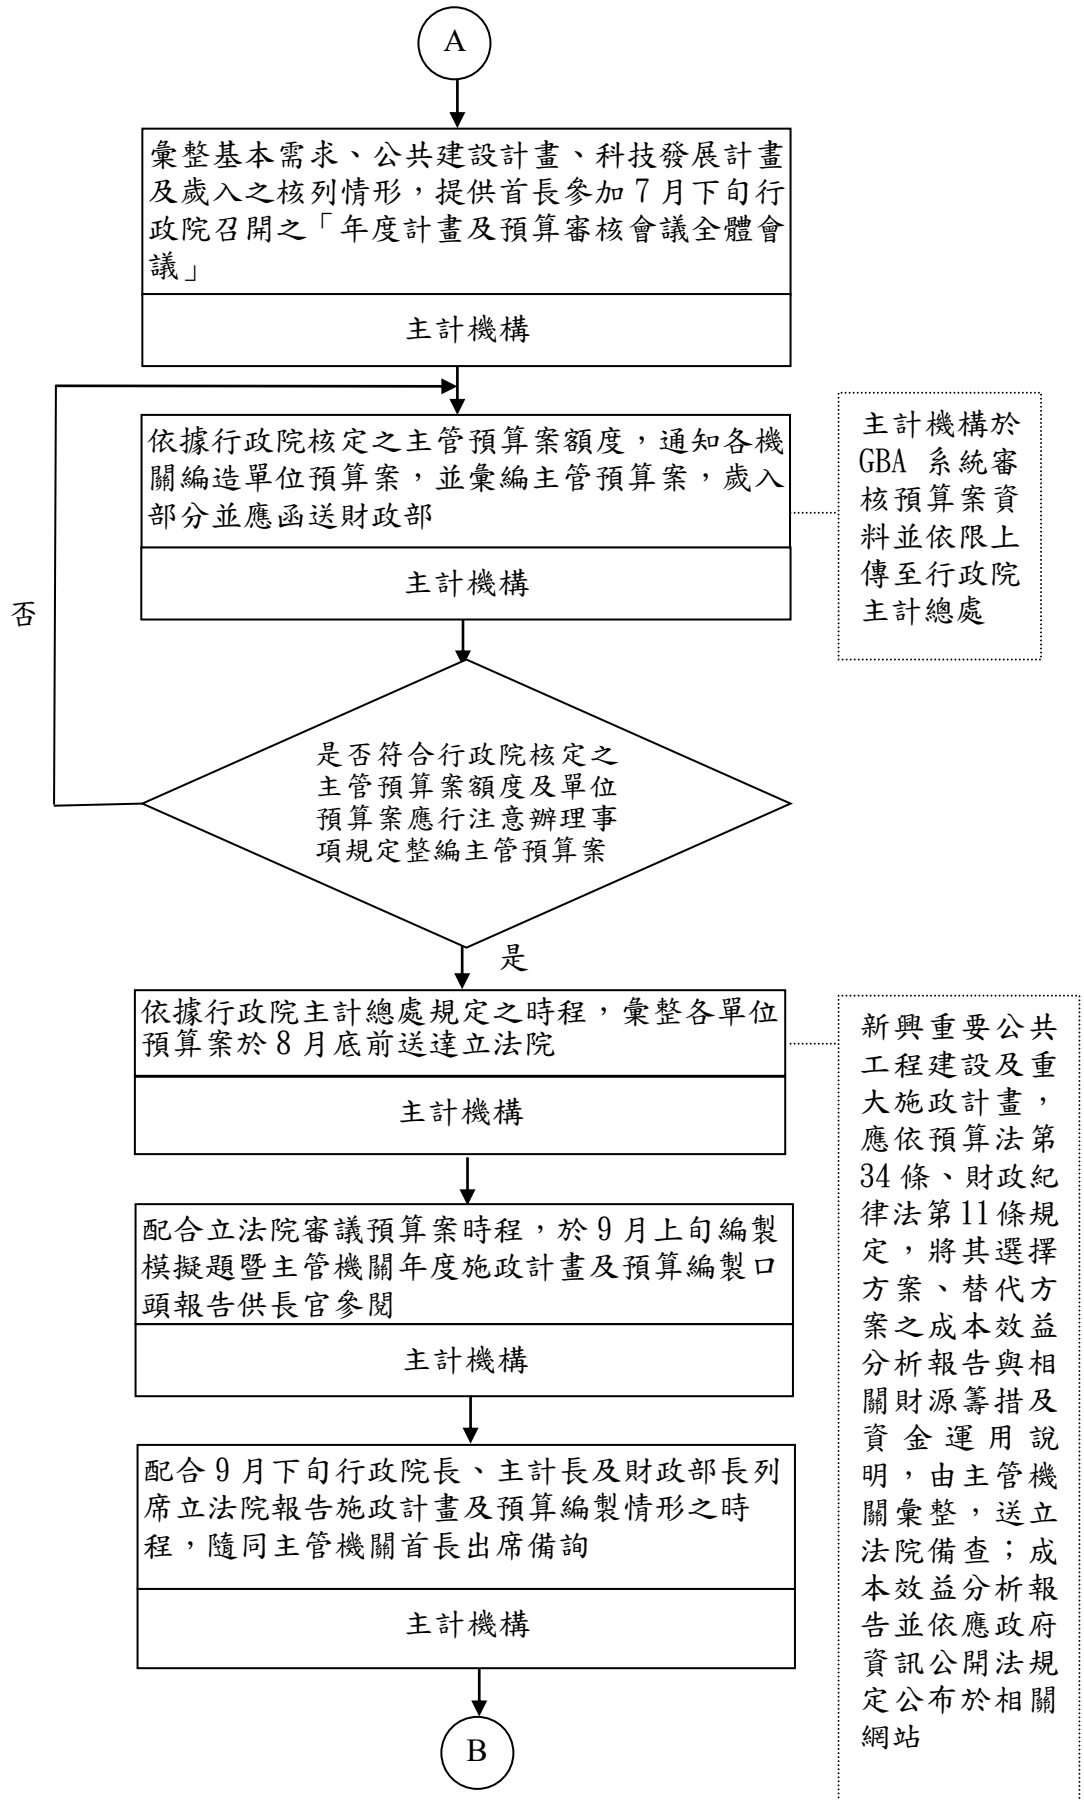 A
彙整基本需求、公共建設計畫、科技發展計畫
及歲入之核列情形，提供首長參加 7 月下旬行
政院召開之「年度計畫及預算審核會議全體會
議」
主計機構
依據行政院核定之主管預算案額度，通知各機
關編造單位預算案，並彙編主管預算案，歲入
部分並應函送財政部
主計機構
主計機構於
GBA 系統審
核預算案資
料並依限上
傳至行政院
主計總處
否
是否符合行政院核定之
主管預算案額度及單位
預算案應行注意辦理事
項規定整編主管預算案
是
依據行政院主計總處規定之時程，彙整各單位
預算案於 8 月底前送達立法院
主計機構
新興重要公共
工程建設及重
大施政計畫，
應依預算法第
34 條、財政紀
律法第 11 條規
定，將其選擇
方案、替代方
案之成本效益
分析報告與相
關財源籌措及
資金運用說
明，由主管機
關彙整，送立
法院備查；成
本效益分析報
告並依應政府
資訊公開法規
定公布於相關
網站
配合立法院審議預算案時程，於 9 月上旬編製
模擬題暨主管機關年度施政計畫及預算編製口
頭報告供長官參閱
主計機構
配合 9 月下旬行政院長、主計長及財政部長列
席立法院報告施政計畫及預算編製情形之時
程，隨同主管機關首長出席備詢
主計機構
B